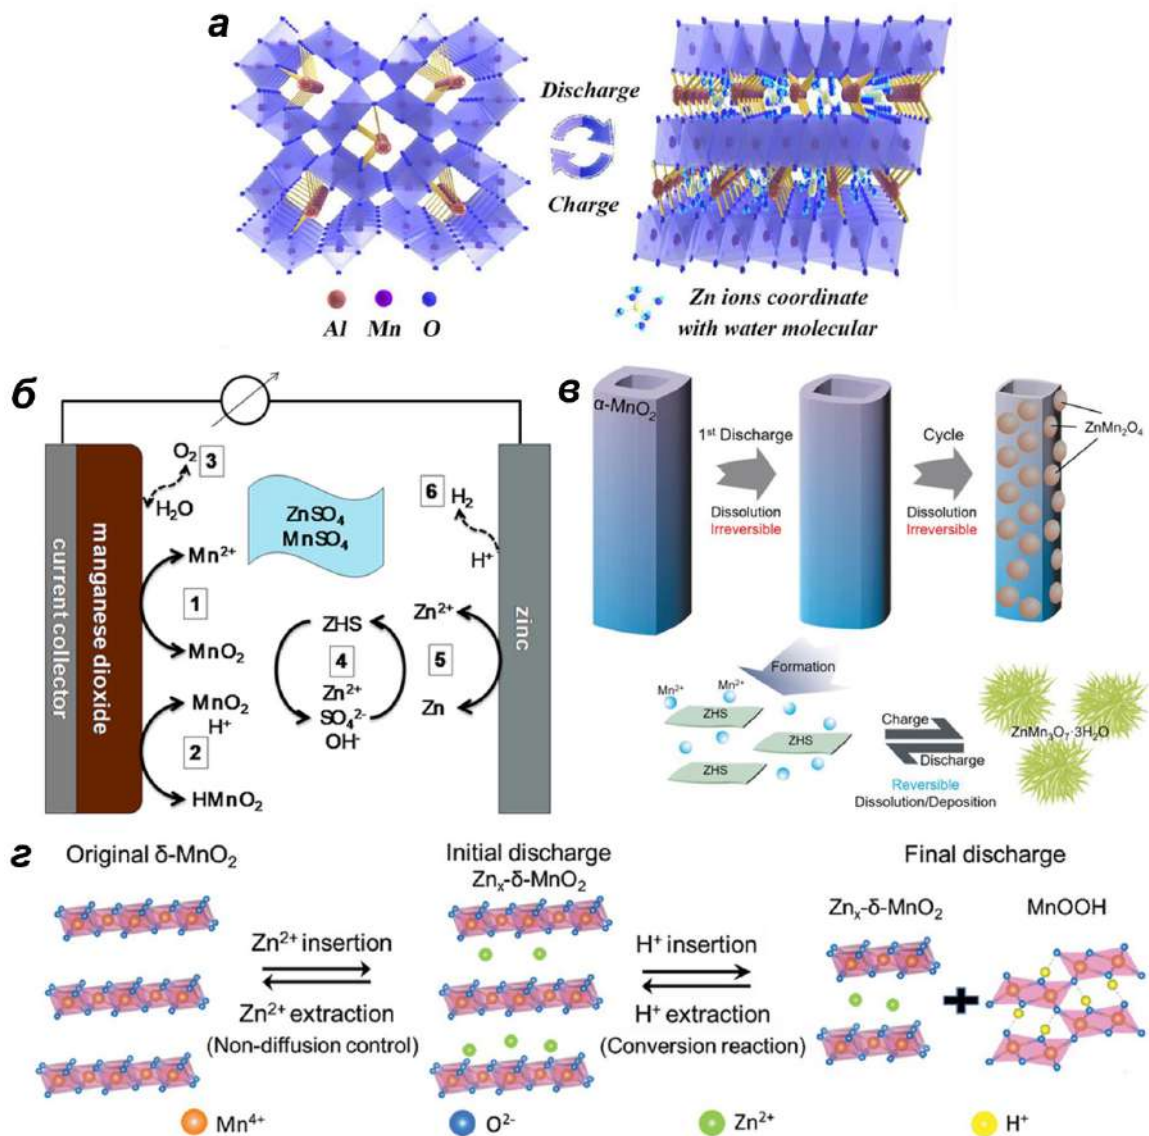 а
Discharge
Charge
Al Mn O
Zn ions coordinate
with water molecular
б
current collector
manganese dioxide
O₂ 3
H₂O
Mn²⁺
1
MnO₂
MnO₂
H⁺
2
HMnO₂
ZnSO₄
MnSO₄
6 H₂
H⁺
ZHS
4
Zn²⁺
SO₄²⁻
OH⁻
Zn²⁺
5
Zn
zinc
в
α-MnO₂
1st Discharge
Dissolution
Irreversible
Cycle
Dissolution
Irreversible
ZnMn₂O₄
Formation
Mn²⁺ Mn²⁺
ZHS
ZHS
ZHS
Charge
Discharge
Reversible
Dissolution/Deposition
ZnMn₃O₇·3H₂O
г
Original δ-MnO₂
Initial discharge
Znₓ-δ-MnO₂
Final discharge
Znₓ-δ-MnO₂ MnOOH
Zn²⁺ insertion
Zn²⁺ extraction
(Non-diffusion control)
H⁺ insertion
H⁺ extraction
(Conversion reaction)
Mn⁴⁺ O²⁻ Zn²⁺ H⁺